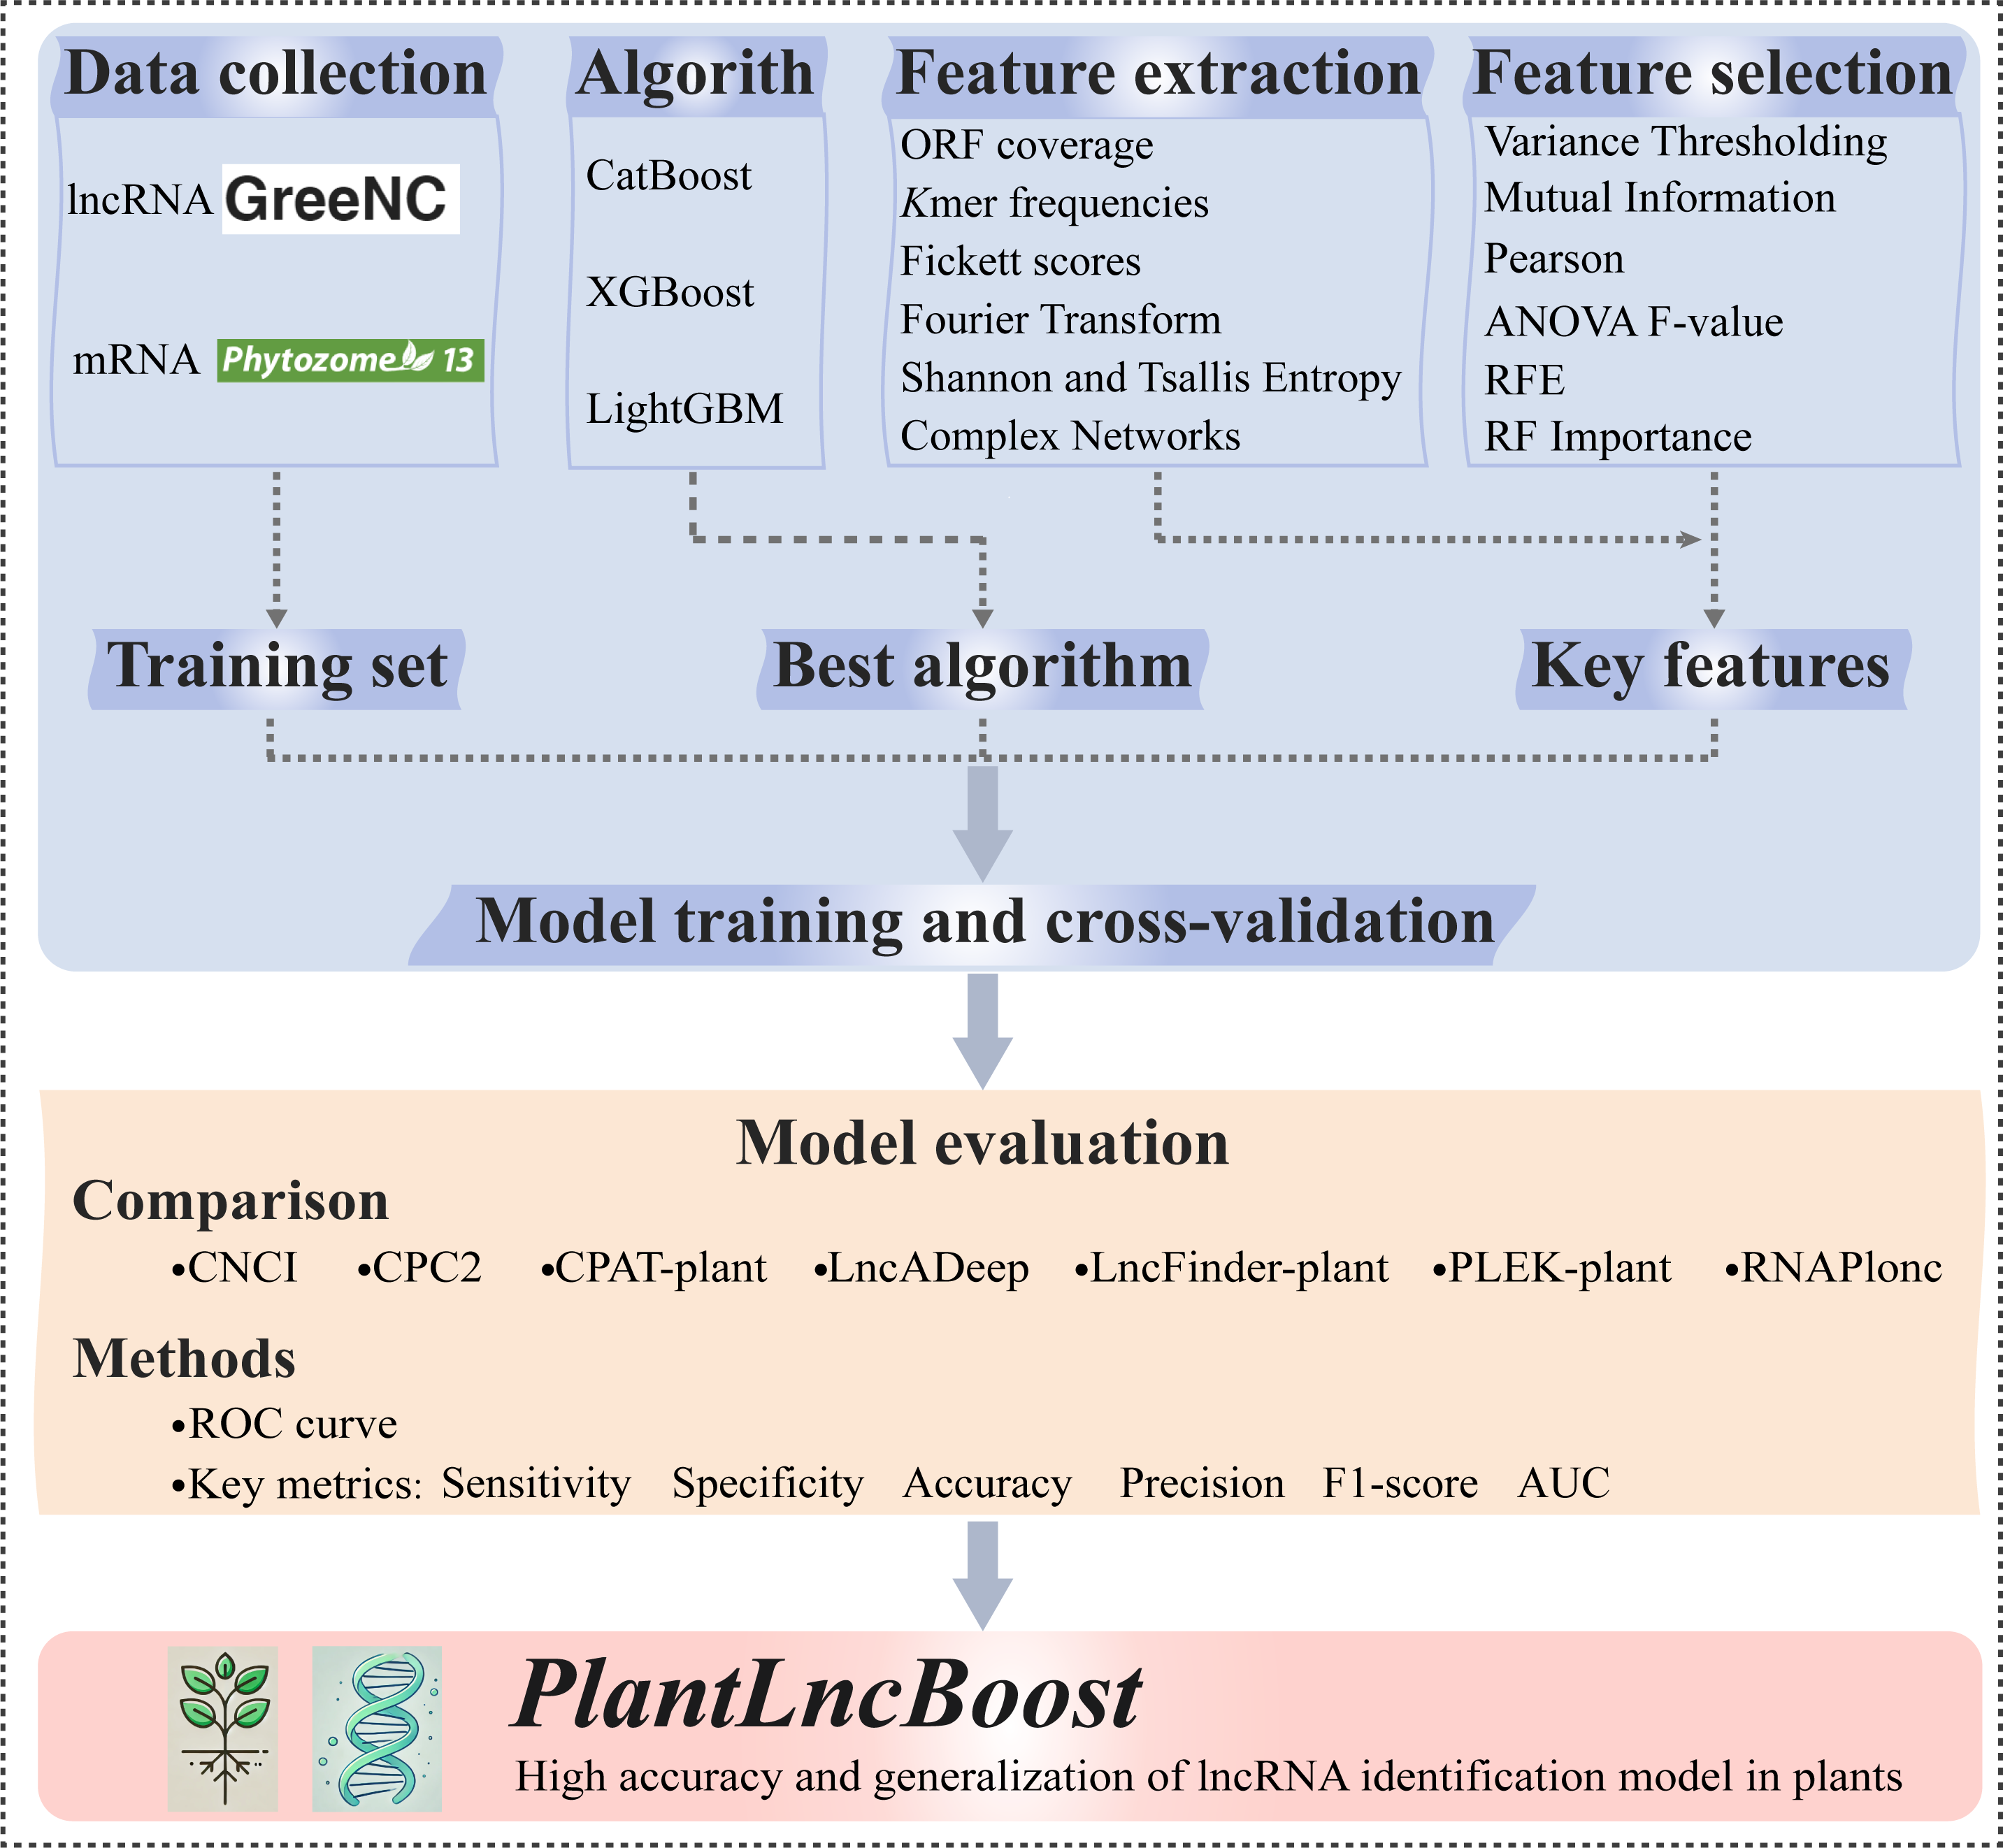 Data collection
lncRNA GreeNC
mRNA Phytozome 13
Algorith
CatBoost
XGBoost
LightGBM
Feature extraction
ORF coverage
Kmer frequencies
Fickett scores
Fourier Transform
Shannon and Tsallis Entropy
Complex Networks
Feature selection
Variance Thresholding
Mutual Information
Pearson
ANOVA F-value
RFE
RF Importance
Training set
Best algorithm
Key features
Model training and cross-validation
Model evaluation
Comparison
•CNCI •CPC2 •CPAT-plant •LncADeep •LncFinder-plant •PLEK-plant •RNAPlonc
Methods
•ROC curve
•Key metrics: Sensitivity Specificity Accuracy Precision F1-score AUC
PlantLncBoost
High accuracy and generalization of lncRNA identification model in plants